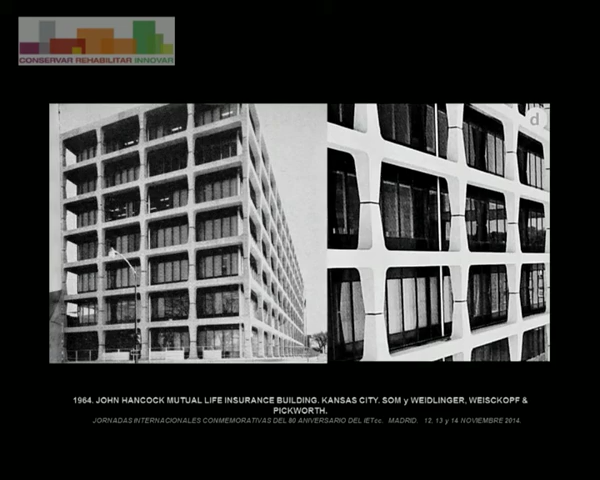 CONSERVAR REHABILITAR INNOVAR
d
1964. JOHN HANCOCK MUTUAL LIFE INSURANCE BUILDING. KANSAS CITY. SOM y WEIDLINGER, WEISCKOPF &
PICKWORTH.
JORNADAS INTERNACIONALES CONMEMORATIVAS DEL 80 ANIVERSARIO DEL IETcc. MADRID. 12, 13 y 14 NOVIEMBRE 2014.